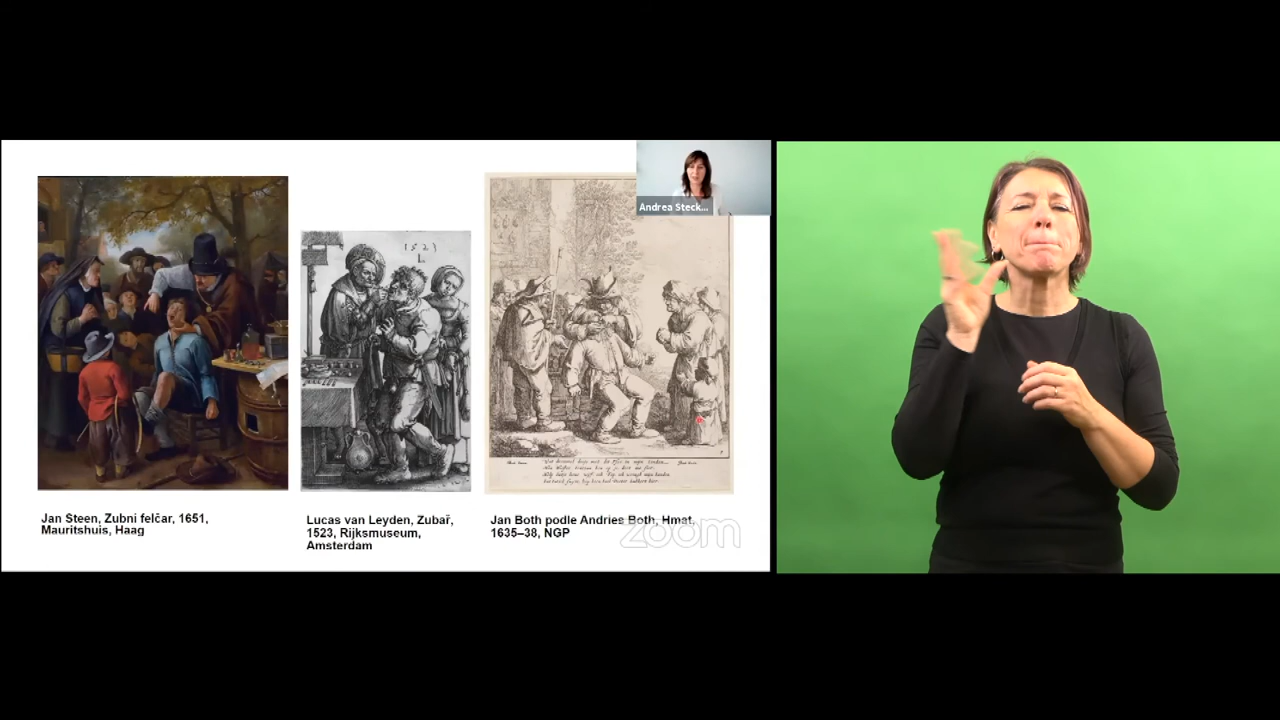 Andrea Steck...
1523
L
Jan Steen, Zubní felčar, 1651,
Mauritshuis, Haag
Lucas van Leyden, Zubař,
1523, Rijksmuseum,
Amsterdam
Jan Both podle Andries Both, Hmat,
1635–38, NGP
zoom